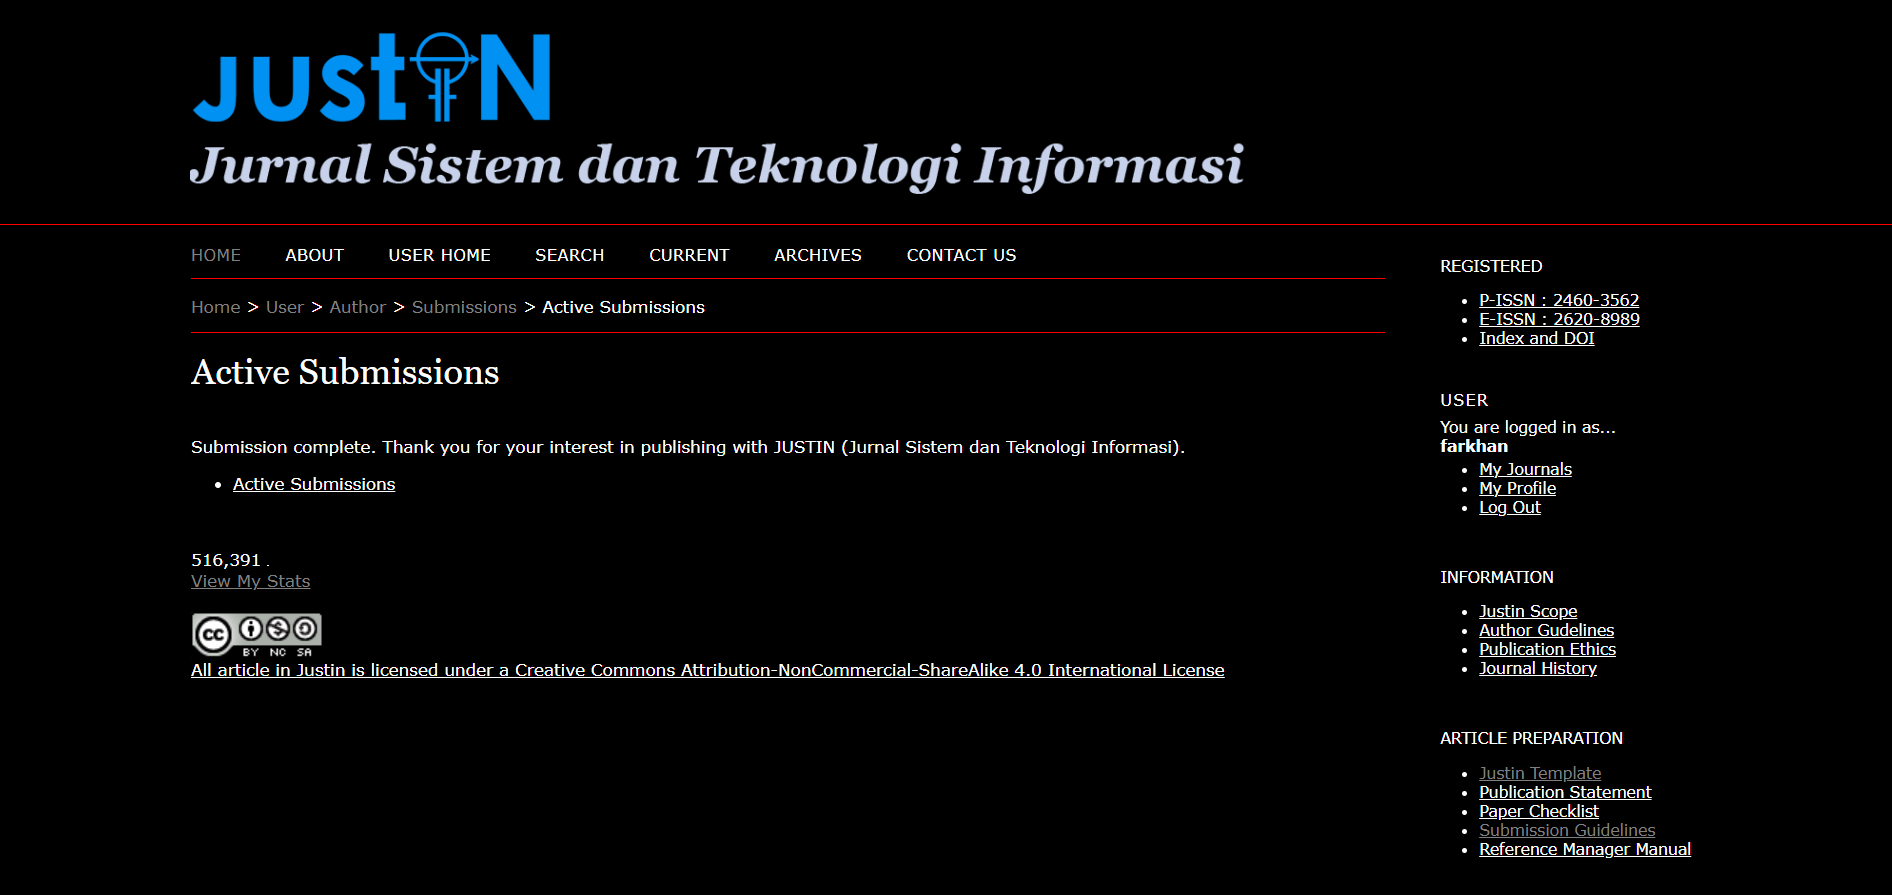 JUSTIN
Jurnal Sistem dan Teknologi Informasi
HOME ABOUT USER HOME SEARCH CURRENT ARCHIVES CONTACT US
Home > User > Author > Submissions > Active Submissions
Active Submissions
Submission complete. Thank you for your interest in publishing with JUSTIN (Jurnal Sistem dan Teknologi Informasi).
Active Submissions
516,391 .
View My Stats
cc BY NC SA
All article in Justin is licensed under a Creative Commons Attribution-NonCommercial-ShareAlike 4.0 International License
REGISTERED
P-ISSN : 2460-3562
E-ISSN : 2620-8989
Index and DOI
USER
You are logged in as...
farkhan
My Journals
My Profile
Log Out
INFORMATION
Justin Scope
Author Gudelines
Publication Ethics
Journal History
ARTICLE PREPARATION
Justin Template
Publication Statement
Paper Checklist
Submission Guidelines
Reference Manager Manual